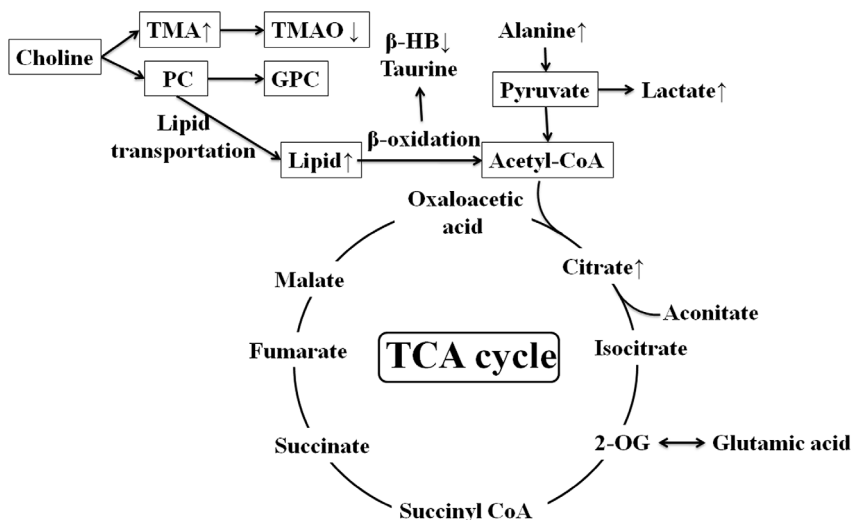 Choline
TMA↑
TMAO↓
PC
GPC
Lipid
transportation
Lipid↑
β-HB↓
Taurine
β-oxidation
Alanine↑
Pyruvate
Lactate↑
Acetyl-CoA
Oxaloacetic
acid
Citrate↑
Aconitate
Isocitrate
2-OG
Glutamic acid
Succinyl CoA
Succinate
Fumarate
Malate
TCA cycle